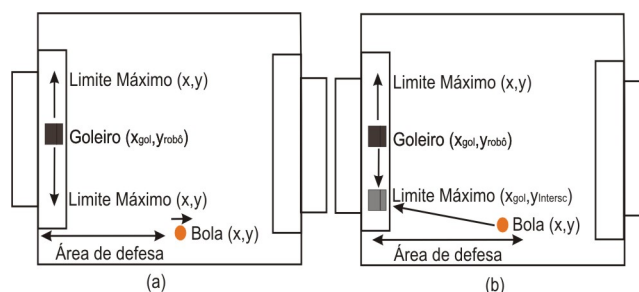 Limite Máximo (x,y)
Goleiro (xgol,yrobô)
Limite Máximo (x,y)
Bola (x,y)
Área de defesa
(a)
Limite Máximo (x,y)
Goleiro (xgol,yrobô)
Limite Máximo (xgol,yIntersc)
Bola (x,y)
Área de defesa
(b)